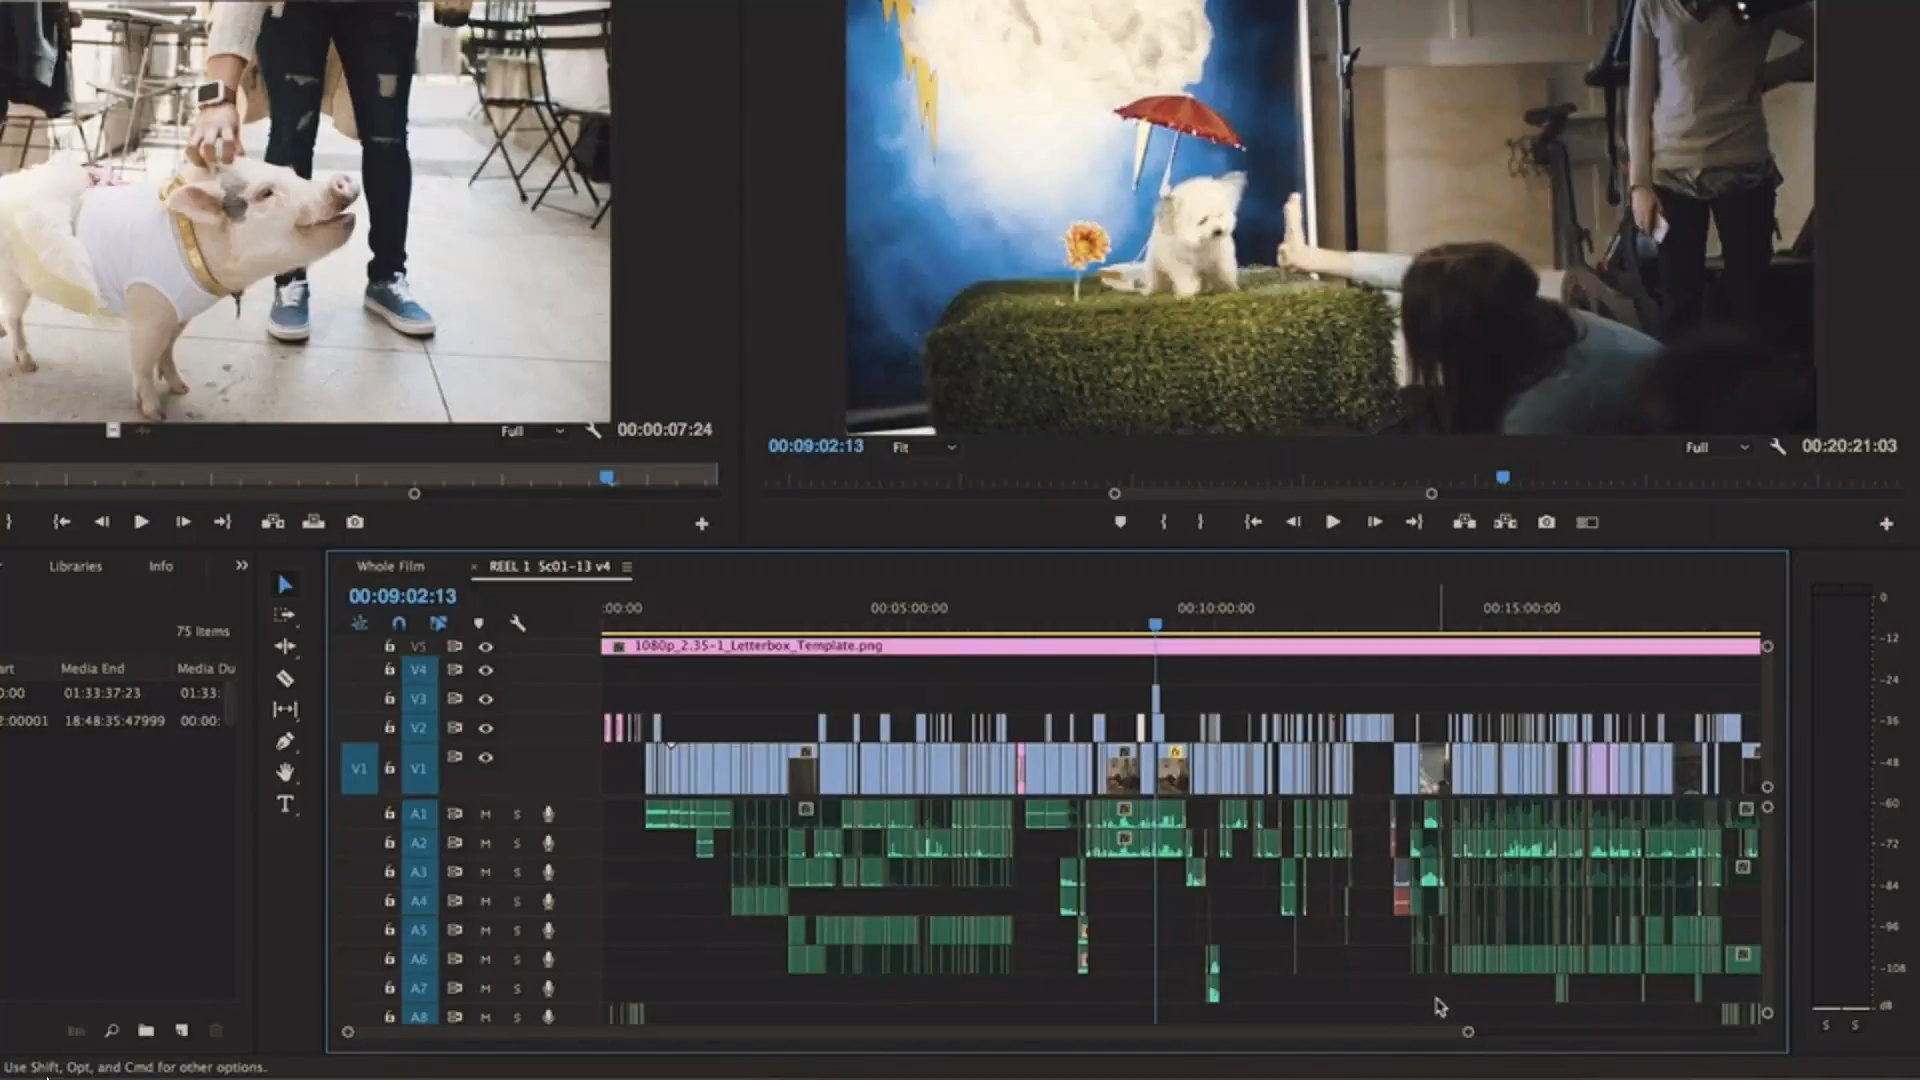 Full 00:00:07:24
00:09:02:13 Fit Full 00:20:21:03
Libraries Info
Whole Film × REEL 1 Sc01-13 v4
00:09:02:13
:00:00 00:05:00:00 00:10:00:00 00:15:00:00
75 Items
Media End Media Du
0:00 01:33:37:23 01:33:
2:00001 18:48:35:47999 00:00:
V5 1080p_2.35-1_Letterbox_Template.png
V4
V3
V2
V1 V1
A1 M S
A2 M S
A3 M S
A4 M S
A5 M S
A6 M S
A7 M S
A8 M S
T
0
-12
-24
-36
-48
-60
-72
-84
-96
-108
dB
S S
Use Shift, Opt, and Cmd for other options.